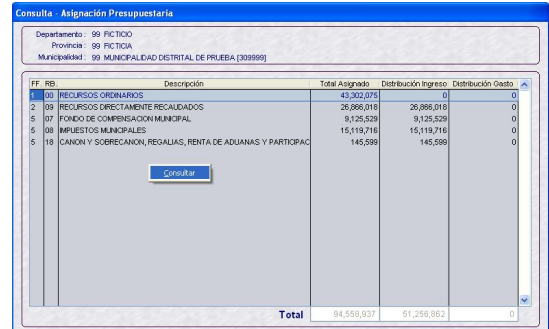 Consulta - Asignación Presupuestaria
Departamento : 99 FICTICIO
Provincia : 99 FICTICIA
Municipalidad : 99 MUNICIPALIDAD DISTRITAL DE PRUEBA [309999]
FF RB Descripción Total Asignado Distribución Ingreso Distribución Gasto
1 00 RECURSOS ORDINARIOS 43,302,075 0 0
2 09 RECURSOS DIRECTAMENTE RECAUDADOS 26,866,018 26,866,018 0
5 07 FONDO DE COMPENSACION MUNICIPAL 9,125,529 9,125,529 0
5 08 IMPUESTOS MUNICIPALES 15,119,716 15,119,716 0
5 18 CANON Y SOBRECANON, REGALIAS, RENTA DE ADUANAS Y PARTICIPAC 145,599 145,599 0
Consultar
Total 94,558,937 51,256,862 0